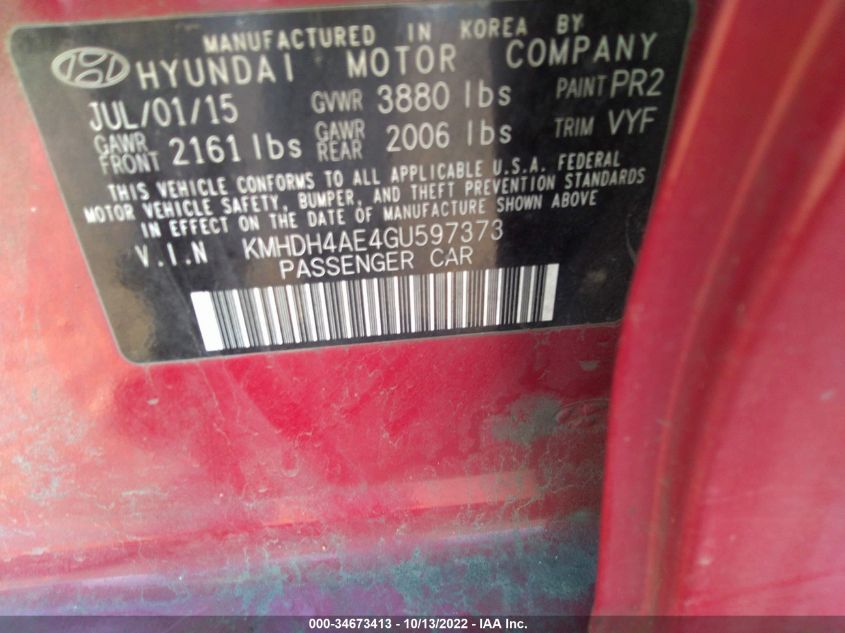 MANUFACTURED IN KOREA BY
HYUNDAI MOTOR COMPANY
JUL/01/15 GVWR 3880 lbs PAINT PR2
GAWR FRONT 2161 lbs GAWR REAR 2006 lbs TRIM VYF
THIS VEHICLE CONFORMS TO ALL APPLICABLE U.S.A. FEDERAL
MOTOR VEHICLE SAFETY, BUMPER, AND THEFT PREVENTION STANDARDS
IN EFFECT ON THE DATE OF MANUFACTURE SHOWN ABOVE
V.I.N KMHDH4AE4GU597373
PASSENGER CAR
000-34673413 - 10/13/2022 - IAA Inc.